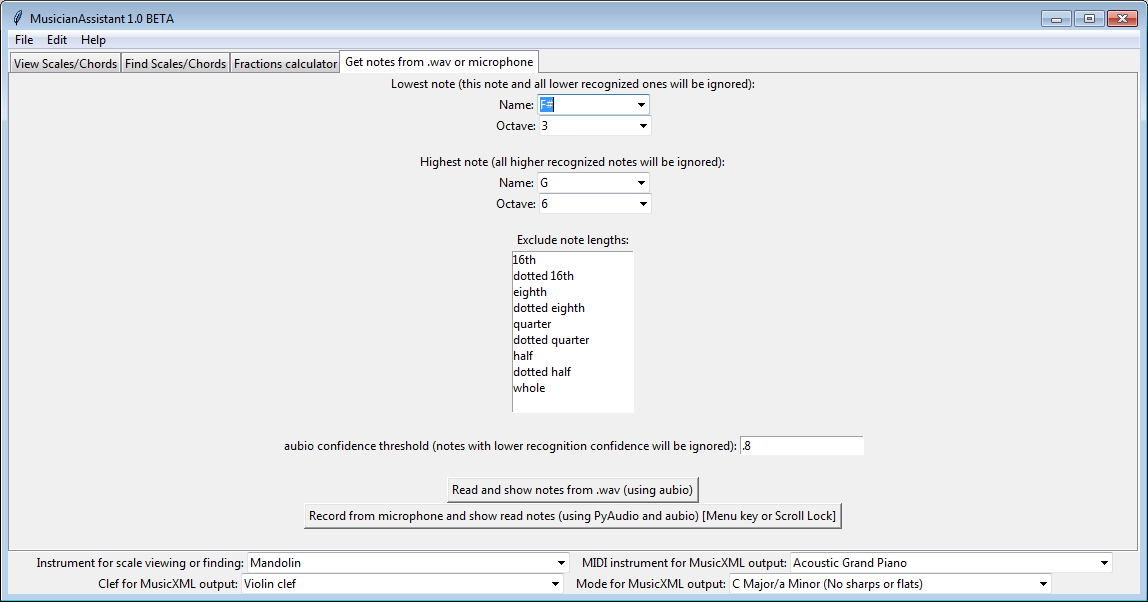 MusicianAssistant 1.0 BETA
File Edit Help
View Scales/Chords Find Scales/Chords Fractions calculator Get notes from .wav or microphone
Lowest note (this note and all lower recognized ones will be ignored):
Name: F#
Octave: 3
Highest note (all higher recognized notes will be ignored):
Name: G
Octave: 6
Exclude note lengths:
16th
dotted 16th
eighth
dotted eighth
quarter
dotted quarter
half
dotted half
whole
aubio confidence threshold (notes with lower recognition confidence will be ignored): .8
Read and show notes from .wav (using aubio)
Record from microphone and show read notes (using PyAudio and aubio) [Menu key or Scroll Lock]
Instrument for scale viewing or finding: Mandolin MIDI instrument for MusicXML output: Acoustic Grand Piano
Clef for MusicXML output: Violin clef Mode for MusicXML output: C Major/a Minor (No sharps or flats)